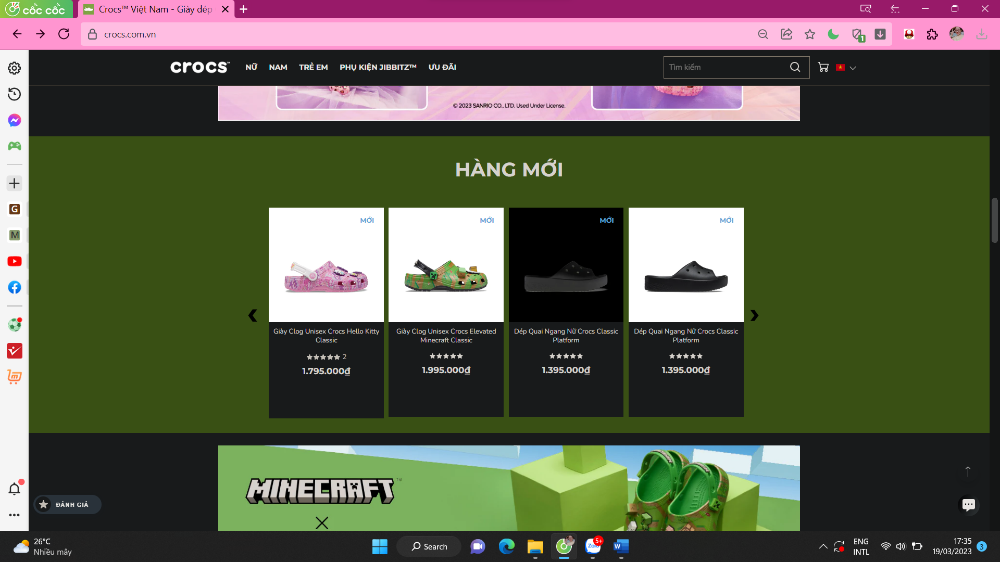 cốc cốc
Crocs™ Việt Nam - Giày dép
crocs.com.vn
1
crocs™
NỮ
NAM
TRẺ EM
PHỤ KIỆN JIBBITZ™
ƯU ĐÃI
Tìm kiếm
© 2023 SANRIO CO., LTD. Used Under License.
G
M
HÀNG MỚI
MỚI
MỚI
MỚI
MỚI
Giày Clog Unisex Crocs Hello Kitty
Classic
2
1.795.000₫
Giày Clog Unisex Crocs Elevated
Minecraft Classic
1.995.000₫
Dép Quai Ngang Nữ Crocs Classic
Platform
1.395.000₫
Dép Quai Ngang Nữ Crocs Classic
Platform
1.395.000₫
MINECRAFT™
ĐÁNH GIÁ
26°C
Nhiều mây
Search
Zalo
5+
W
ENG
INTL
17:35
19/03/2023
3